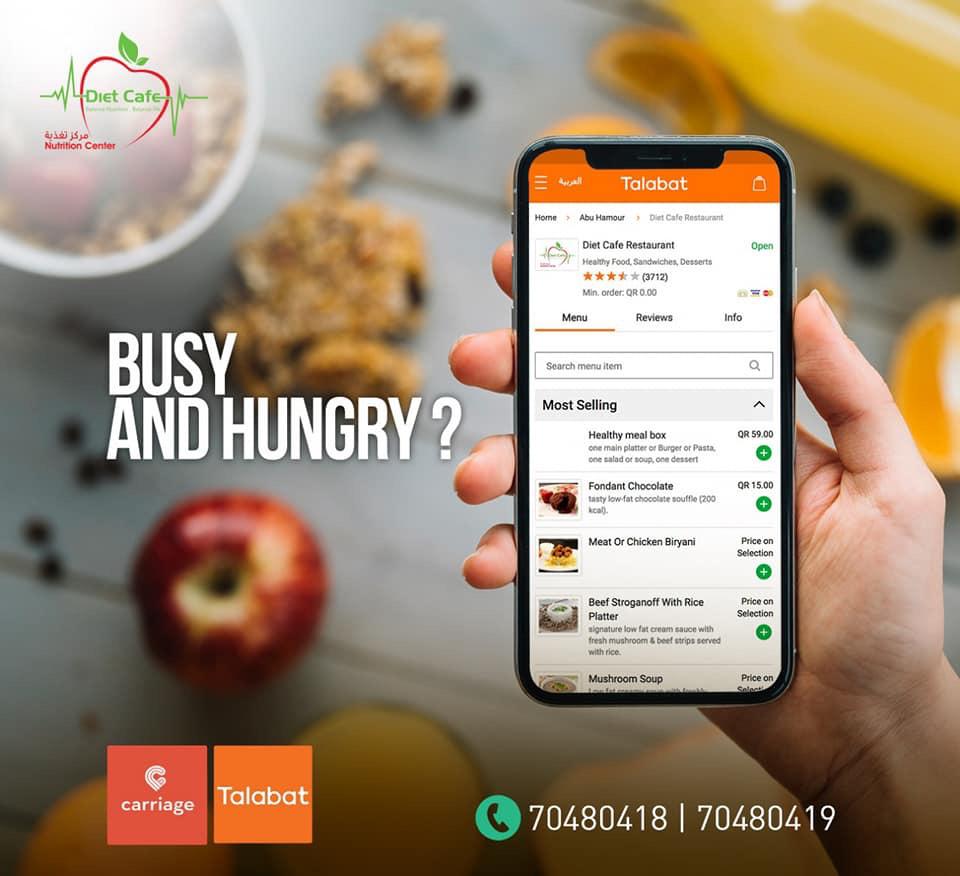 Diet Cafe
مركز تغذية
Nutrition Center
BUSY
AND HUNGRY ?
العربية
Talabat
Home > Abu Hamour > Diet Cafe Restaurant
Diet Cafe Restaurant
Open
Healthy Food, Sandwiches, Desserts
(3712)
Min. order: QR 0.00
Menu
Reviews
Info
Search menu item
Most Selling
Healthy meal box
QR 59.00
one main platter or Burger or Pasta,
one salad or soup, one dessert
Fondant Chocolate
QR 15.00
tasty low-fat chocolate souffle (200
kcal).
Meat Or Chicken Biryani
Price on
Selection
Beef Stroganoff With Rice
Platter
Price on
Selection
signature low fat cream sauce with
fresh mushroom & beef strips served
with rice.
Mushroom Soup
Price on
carriage
Talabat
70480418 | 70480419